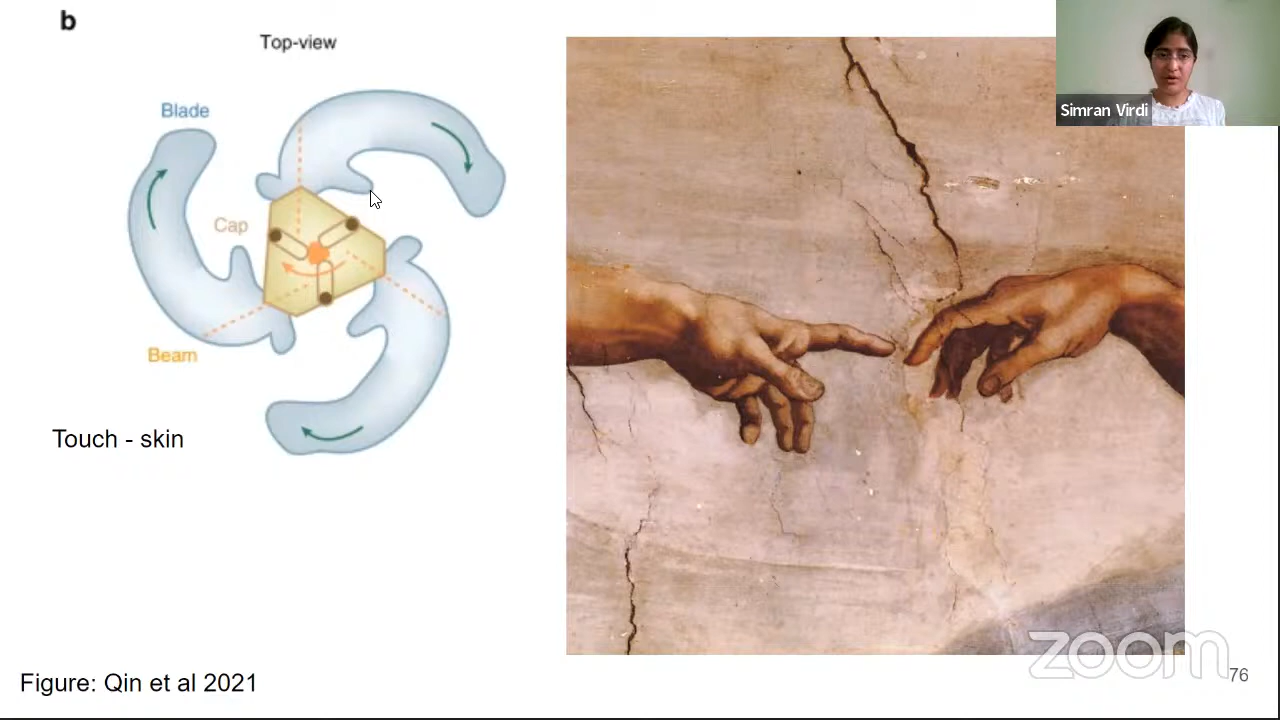 b
Top-view
Blade
Cap
Beam
Touch - skin
Figure: Qin et al 2021
Simran Virdi
zoom
76